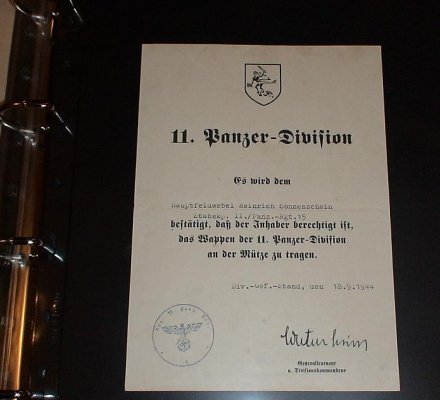 11. Panzer-Division
Es wird dem
Hauptfeldwebel Heinrich Sonnenschein
Stabskp. II./Panz.-Rgt.15
bestätigt, daß der Inhaber berechtigt ist,
das Wappen der 11. Panzer-Division
an der Mütze zu tragen.
Div.-Gef.-Stand, den 18.9.1944
Generalleutnant
u. Divisionskommandeur